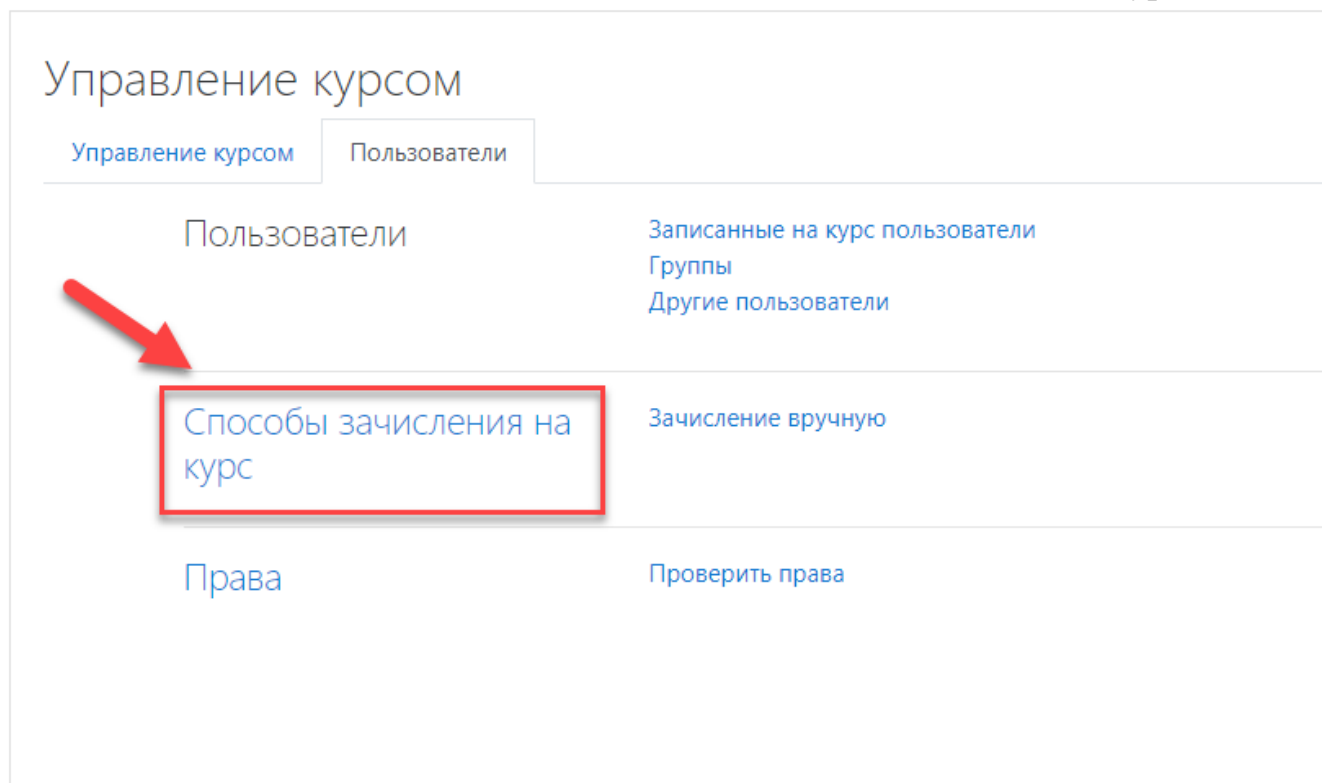 Управление курсом
Управление курсом Пользователи
Пользователи
Записанные на курс пользователи
Группы
Другие пользователи
Способы зачисления на
курс
Зачисление вручную
Права
Проверить права